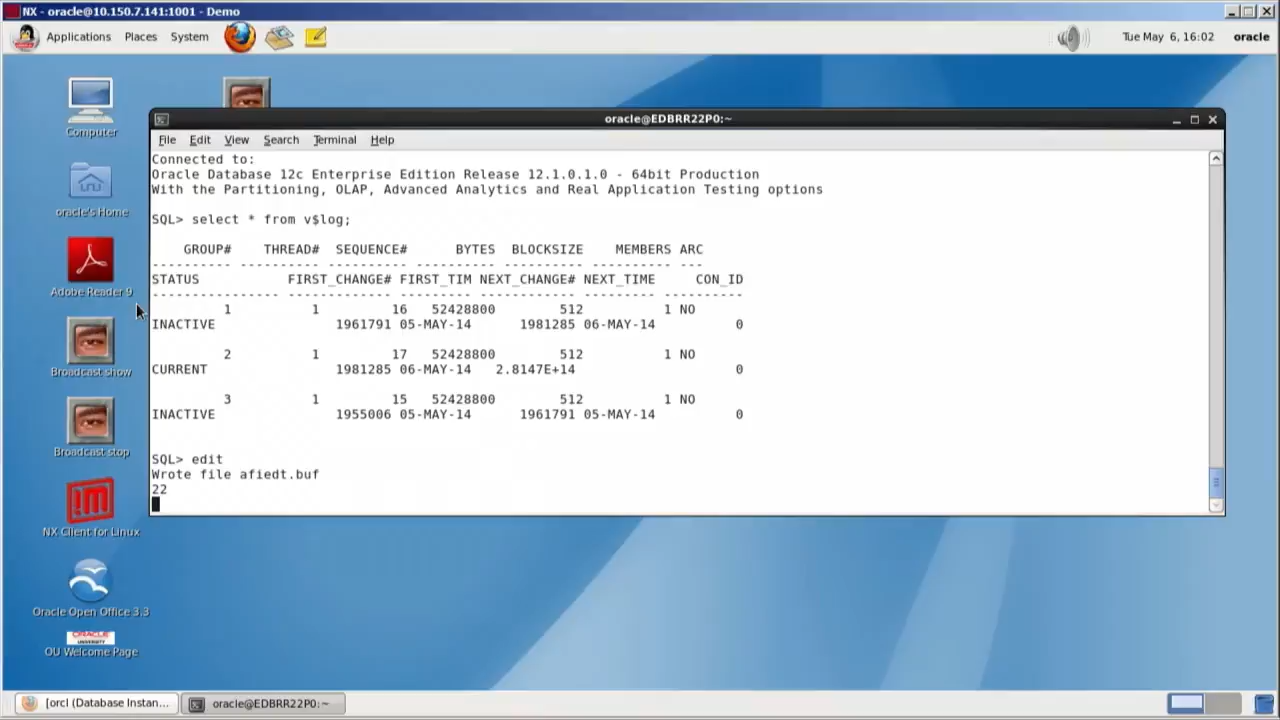 NX - oracle@10.150.7.141:1001 - Demo
Applications Places System
Tue May 6, 16:02 oracle
Computer
oracle's Home
Adobe Reader 9
Broadcast show
Broadcast stop
NX Client for Linux
Oracle Open Office 3.3
ORACLE
UNIVERSITY
OU Welcome Page
oracle@EDBRR22P0:~
File Edit View Search Terminal Help
Connected to:
Oracle Database 12c Enterprise Edition Release 12.1.0.1.0 - 64bit Production
With the Partitioning, OLAP, Advanced Analytics and Real Application Testing options
SQL> select * from v$log;
GROUP# THREAD# SEQUENCE# BYTES BLOCKSIZE MEMBERS ARC
---------- ---------- ---------- ---------- ---------- ---------- ---
STATUS FIRST_CHANGE# FIRST_TIM NEXT_CHANGE# NEXT_TIME CON_ID
---------------- ------------- --------- ------------ --------- ----------
1 1 16 52428800 512 1 NO
INACTIVE 1961791 05-MAY-14 1981285 06-MAY-14 0
2 1 17 52428800 512 1 NO
CURRENT 1981285 06-MAY-14 2.8147E+14 0
3 1 15 52428800 512 1 NO
INACTIVE 1955006 05-MAY-14 1961791 05-MAY-14 0
SQL> edit
Wrote file afiedt.buf
22
[orcl (Database Instan...
oracle@EDBRR22P0:~